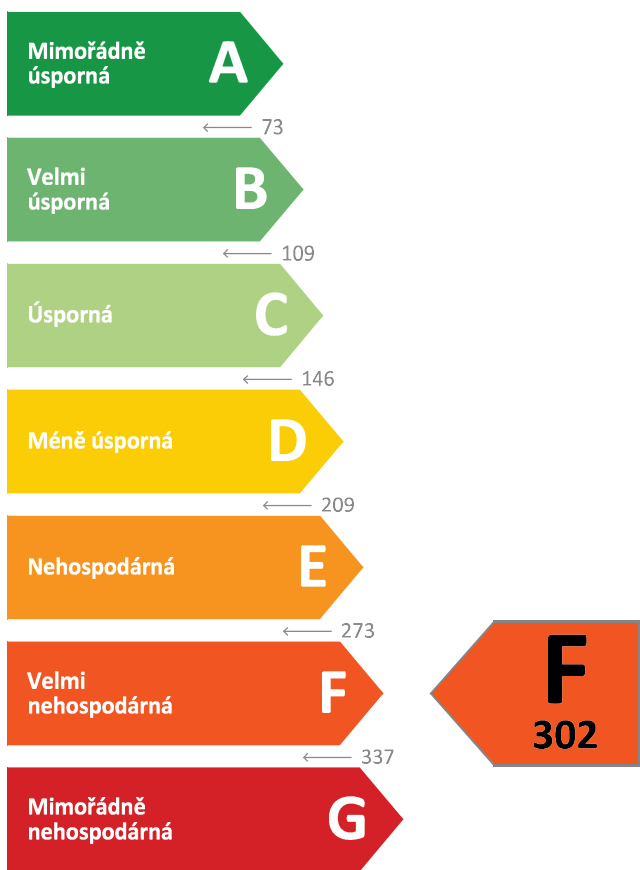 Mimořádně
úsporná
A
73
Velmi
úsporná
B
109
Úsporná
C
146
Méně úsporná
D
209
Nehospodárná
E
273
Velmi
nehospodárná
F
F
302
337
Mimořádně
nehospodárná
G